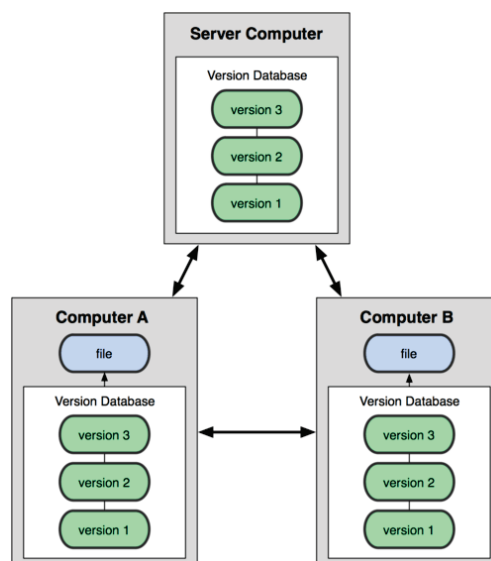 Server Computer
Version Database
version 3
version 2
version 1
Computer A
file
Version Database
version 3
version 2
version 1
Computer B
file
Version Database
version 3
version 2
version 1